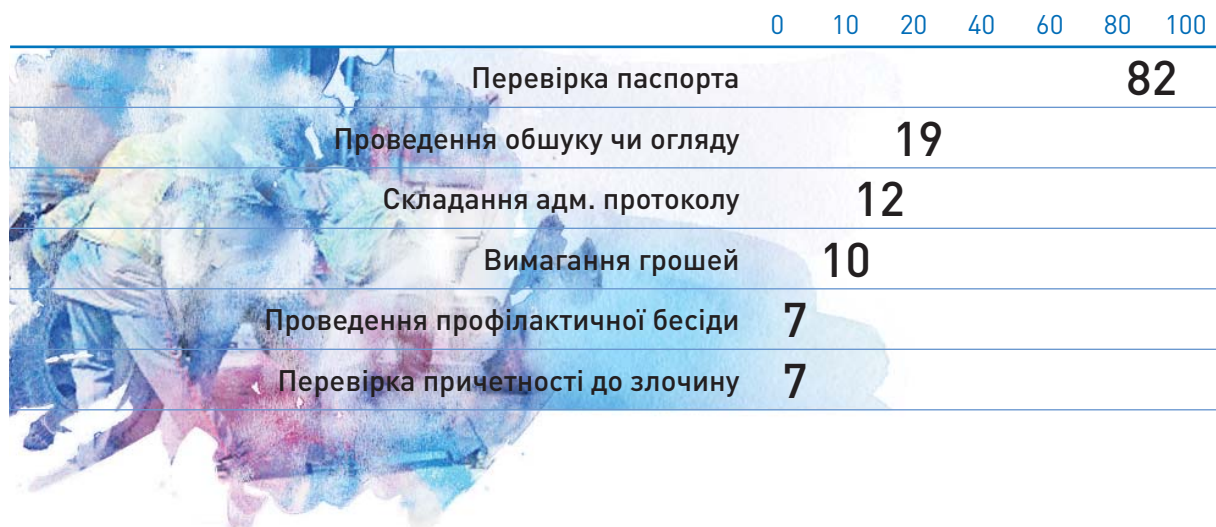 0 10 20 40 60 80 100
Перевірка паспорта 82
Проведення обшуку чи огляду 19
Складання адм. протоколу 12
Вимагання грошей 10
Проведення профілактичної бесіди 7
Перевірка причетності до злочину 7